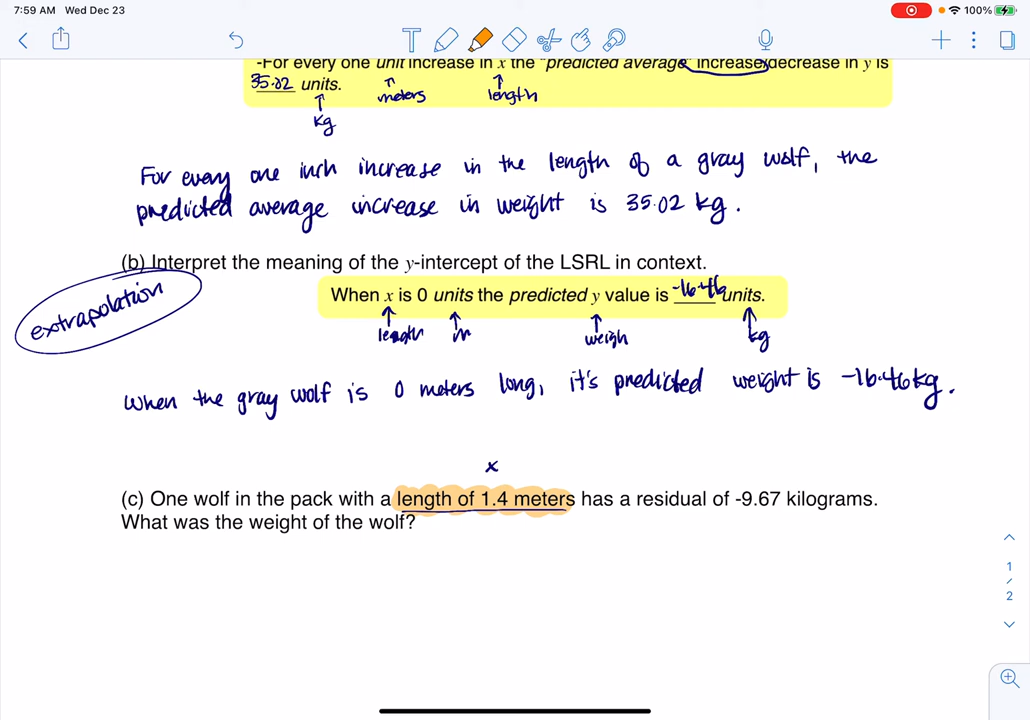 7:59 AM Wed Dec 23
100%
T
-For every one unit increase in x the "predicted average" increase/decrease in y is
35.02 units.
meters
length
kg
For every one inch increase in the length of a gray wolf, the
predicted average increase in weight is 35.02 kg.
(b) Interpret the meaning of the y-intercept of the LSRL in context.
extrapolation
When x is 0 units the predicted y value is -16.46 units.
length
m
weigh
kg
When the gray wolf is 0 meters long, it's predicted weight is -16.46 kg.
x
(c) One wolf in the pack with a length of 1.4 meters has a residual of -9.67 kilograms.
What was the weight of the wolf?
1
/
2